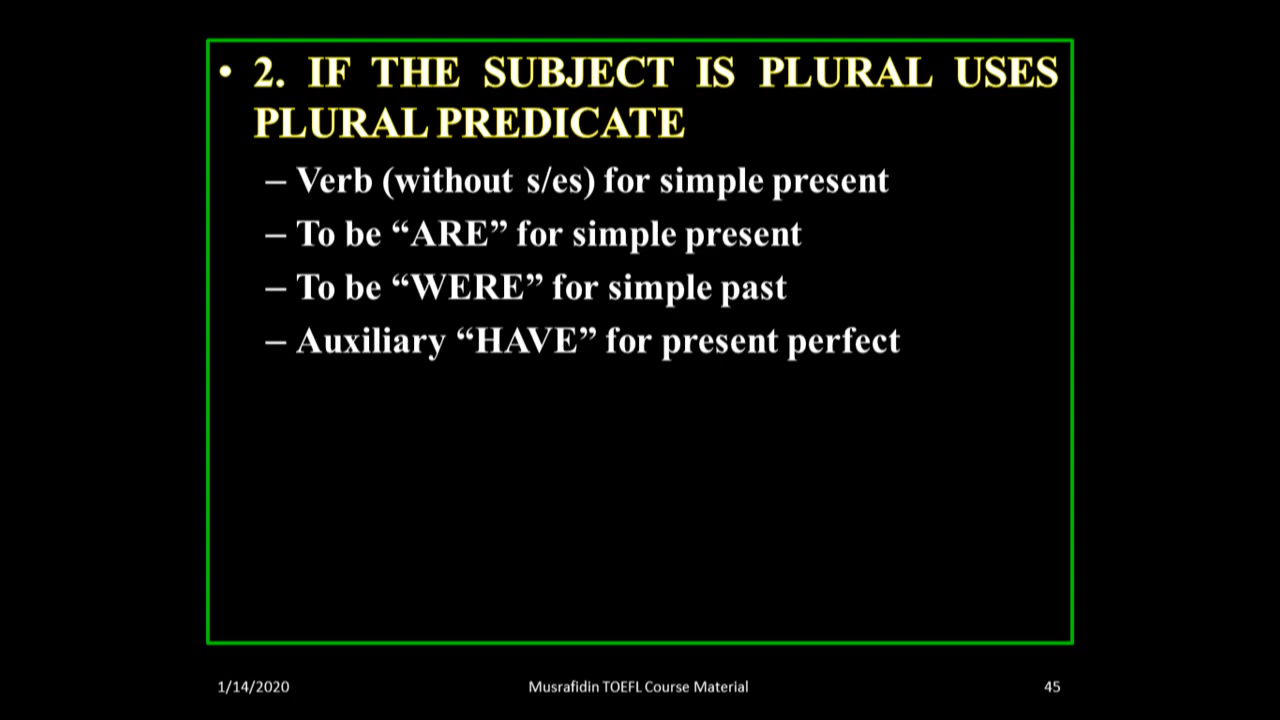 • 2. IF THE SUBJECT IS PLURAL USES
PLURAL PREDICATE
– Verb (without s/es) for simple present
– To be “ARE” for simple present
– To be “WERE” for simple past
– Auxiliary “HAVE” for present perfect
1/14/2020 Musrafidin TOEFL Course Material 45